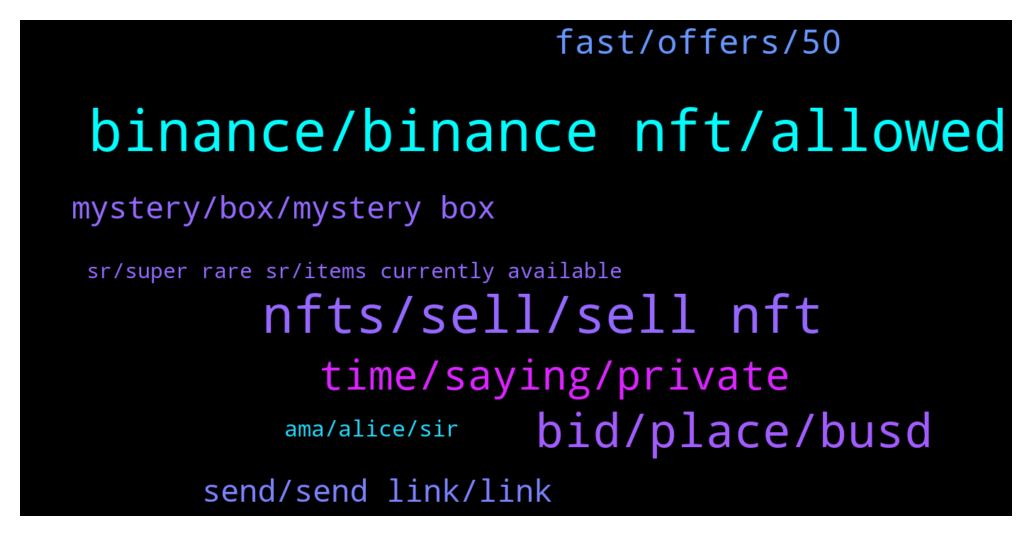 fast/offers/50
binance/binance nft/allowed
mystery/box/mystery box
sr/super rare sr/items currently available
nfts/sell/sell nft
time/saying/private
ama/alice/sir
bid/place/busd
send/send link/link